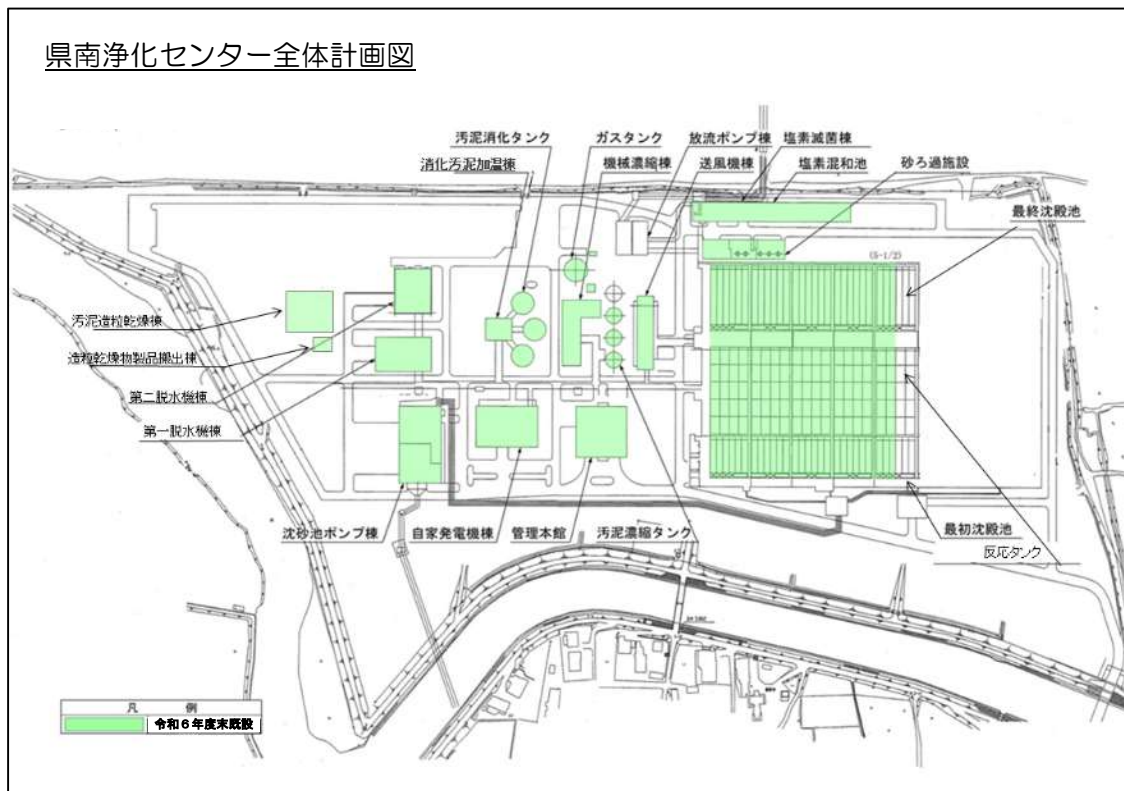 県南浄化センター全体計画図
汚泥消化タンク
ガスタンク
放流ポンプ棟
塩素滅菌棟
消化汚泥加温棟
機械濃縮棟
送風機棟
塩素混和池
砂ろ過施設
最終沈殿池
(5-1/2)
汚泥造粒乾燥棟
造粒乾燥物製品搬出棟
第二脱水機棟
第一脱水機棟
沈砂池ポンプ棟
自家発電機棟
管理本館
汚泥濃縮タンク
最初沈殿池
反応タンク
凡例
令和6年度末既設